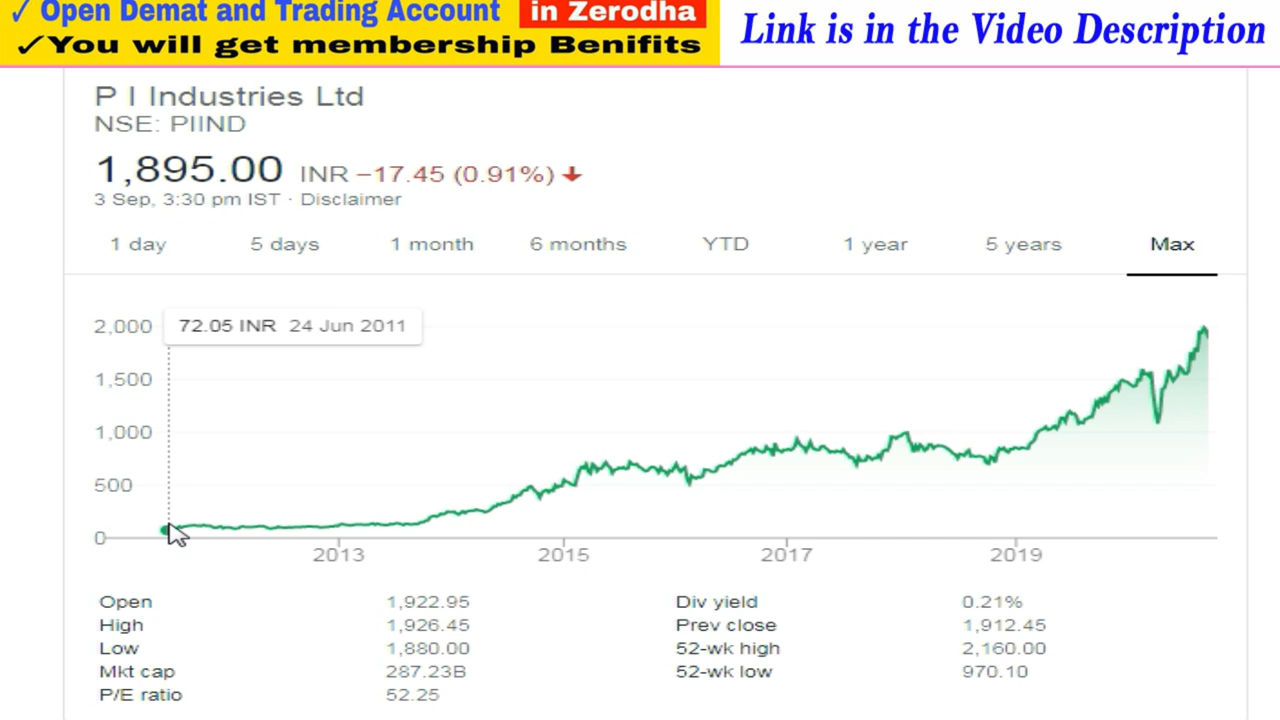 ✓ Open Demat and Trading Account in Zerodha
✓You will get membership Benifits
Link is in the Video Description
P I Industries Ltd
NSE: PIIND
1,895.00 INR −17.45 (0.91%) ↓
3 Sep, 3:30 pm IST · Disclaimer
1 day 5 days 1 month 6 months YTD 1 year 5 years Max
72.05 INR 24 Jun 2011
2,000
1,500
1,000
500
0
2013 2015 2017 2019
Open 1,922.95 Div yield 0.21%
High 1,926.45 Prev close 1,912.45
Low 1,880.00 52-wk high 2,160.00
Mkt cap 287.23B 52-wk low 970.10
P/E ratio 52.25